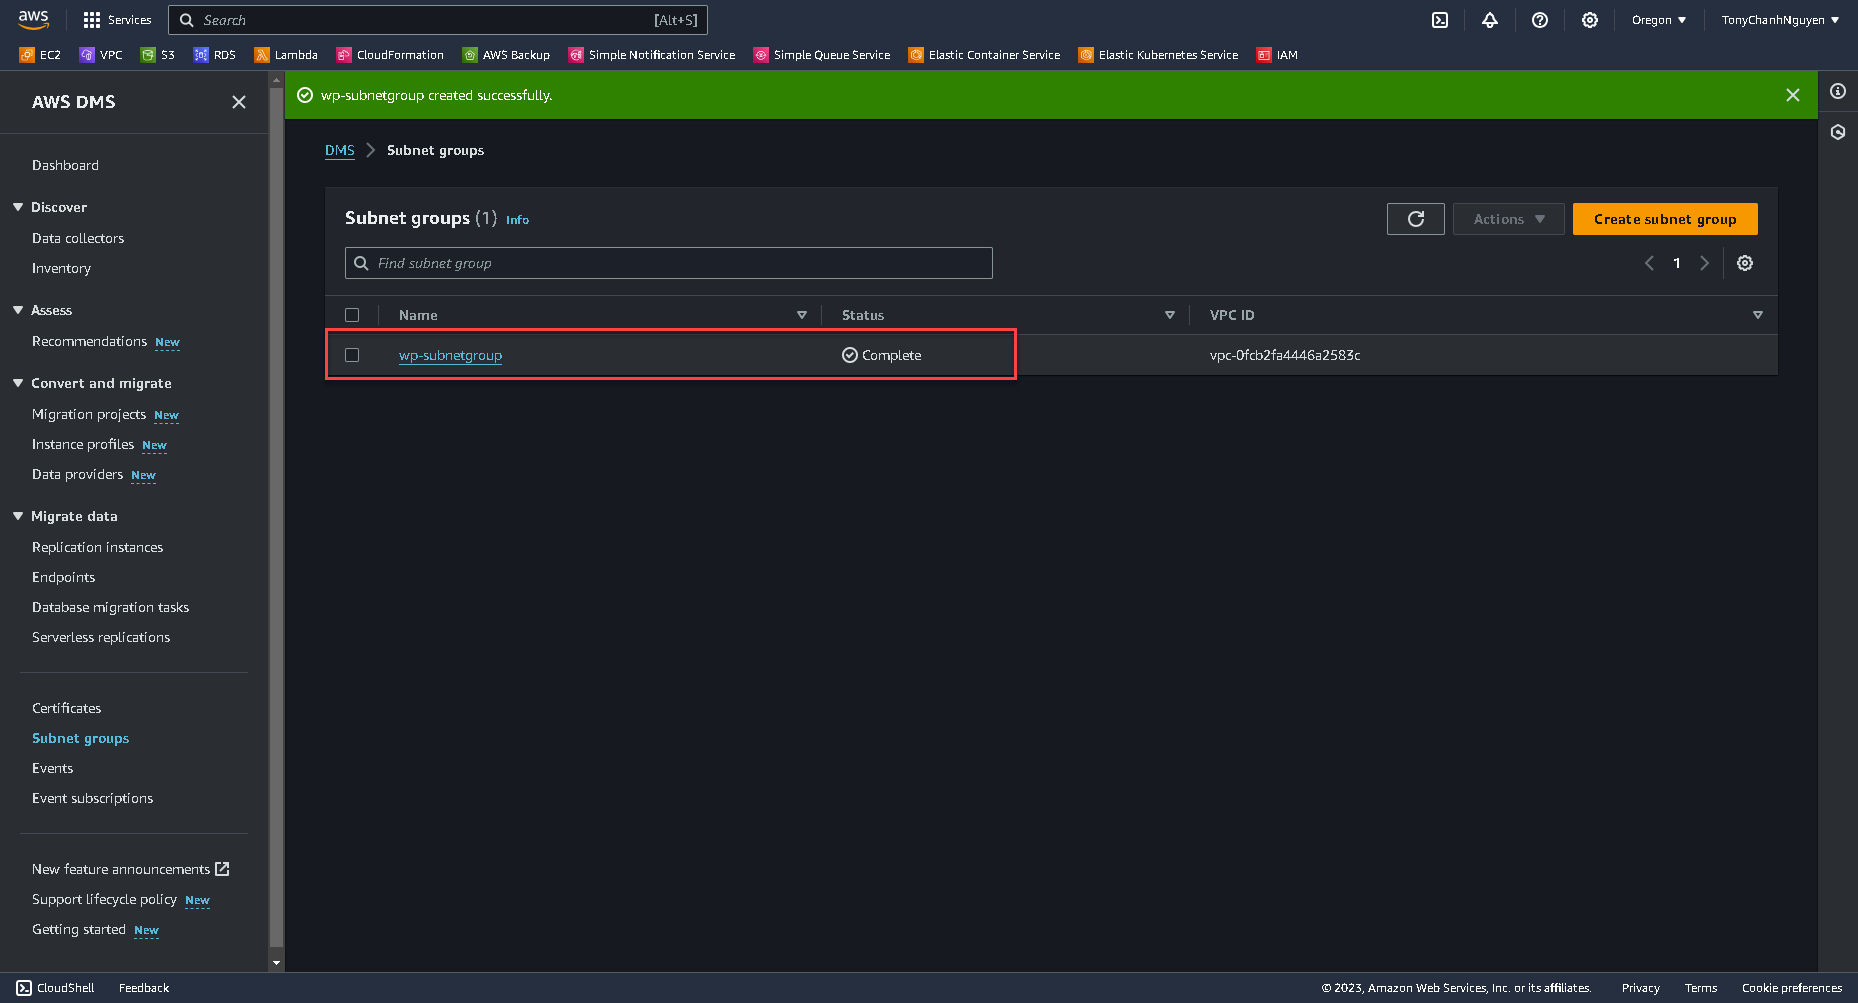 aws Services Search [Alt+S] Oregon TonyChanhNguyen
EC2 VPC S3 RDS Lambda CloudFormation AWS Backup Simple Notification Service Simple Queue Service Elastic Container Service Elastic Kubernetes Service IAM
AWS DMS
Dashboard
Discover
Data collectors
Inventory
Assess
Recommendations New
Convert and migrate
Migration projects New
Instance profiles New
Data providers New
Migrate data
Replication instances
Endpoints
Database migration tasks
Serverless replications
Certificates
Subnet groups
Events
Event subscriptions
New feature announcements
Support lifecycle policy New
Getting started New
wp-subnetgroup created successfully.
DMS Subnet groups
Subnet groups (1) Info Actions Create subnet group
Find subnet group 1
Name Status VPC ID
wp-subnetgroup Complete vpc-0fcb2fa4446a2583c
CloudShell Feedback © 2023, Amazon Web Services, Inc. or its affiliates. Privacy Terms Cookie preferences